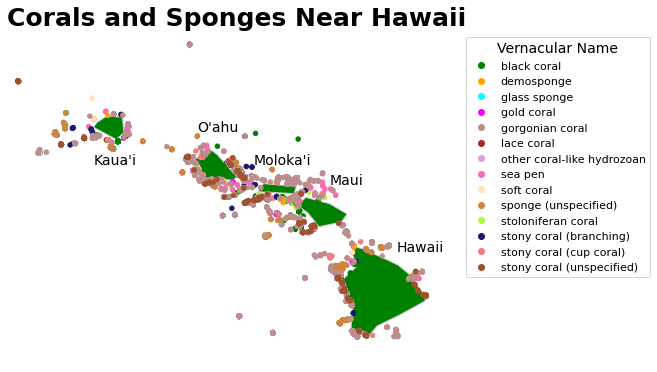 Corals and Sponges Near Hawaii
Vernacular Name
black coral
demosponge
glass sponge
gold coral
gorgonian coral
lace coral
other coral-like hydrozoan
sea pen
soft coral
sponge (unspecified)
stoloniferan coral
stony coral (branching)
stony coral (cup coral)
stony coral (unspecified)
O'ahu
Kaua'i
Moloka'i
Maui
Hawaii